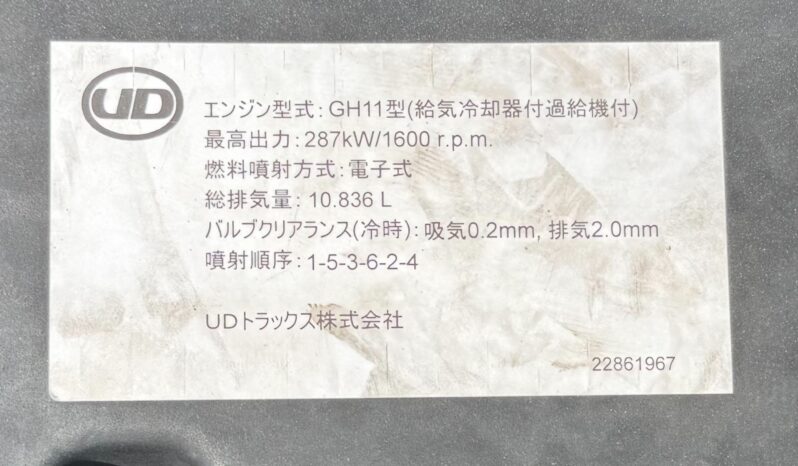 UD
エンジン型式:GH11型(給気冷却器付過給機付)
最高出力:287kW/1600 r.p.m.
燃料噴射方式:電子式
総排気量:10.836 L
バルブクリアランス(冷時):吸気0.2mm, 排気2.0mm
噴射順序:1-5-3-6-2-4
UDトラックス株式会社
22861967